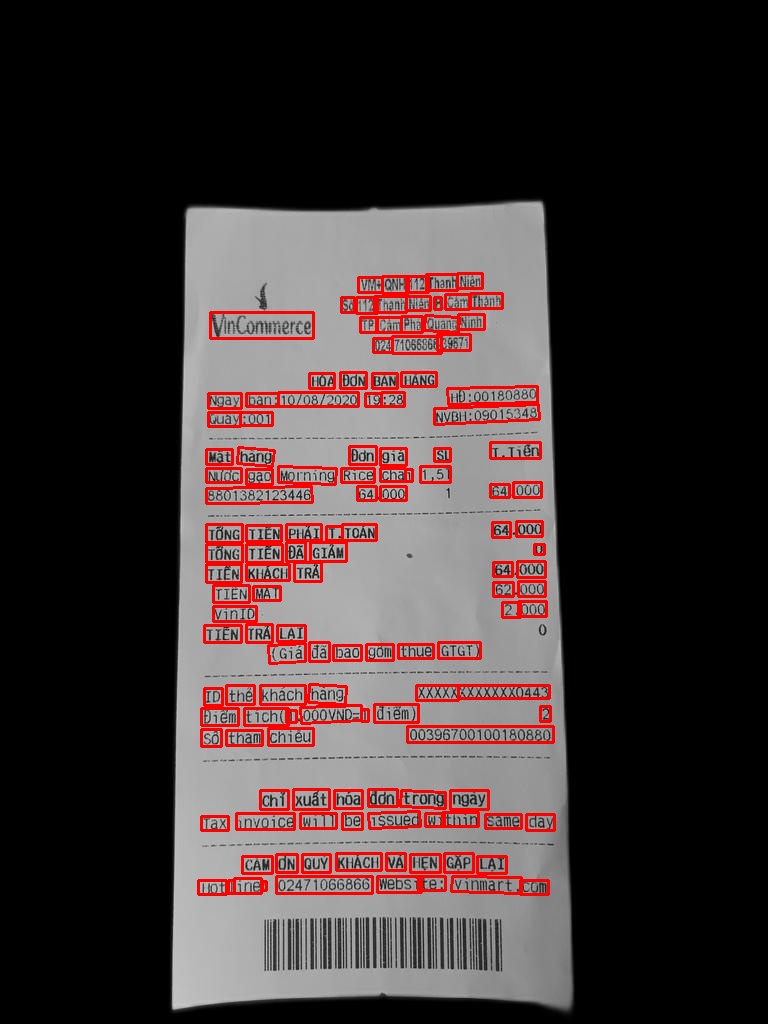 VinCommerce
VM+ QNH 112 Thanh Niên
Số 112 Thanh Niên P. Cẩm Thành
TP. Cẩm Phả, Quảng Ninh
02471066866 39671
HÓA ĐƠN BÁN HÀNG
Ngày bán:10/08/2020 19:28 HĐ:00180880
Quầy:001 NVBH:09015348
Mặt hàng Đơn giá SL T.Tiền
Nước gạo Morning Rice chai 1,5l
8801382123446 64.000 1 64.000
TỔNG TIỀN PHẢI T.TOÁN 64.000
TỔNG TIỀN ĐÃ GIẢM 0
TIỀN KHÁCH TRẢ 64.000
TIỀN MẶT 62.000
VinID 2.000
TIỀN TRẢ LẠI 0
(Giá đã bao gồm thuế GTGT)
ID thẻ khách hàng XXXXXXXXXXXX0443
Điểm tích(1.000VND=1 điểm) 2
Số tham chiếu 00396700100180880
Chỉ xuất hóa đơn trong ngày
Tax invoice will be issued within same day
CẢM ƠN QUÝ KHÁCH VÀ HẸN GẶP LẠI
Hotline: 02471066866 Website: Vinmart.com